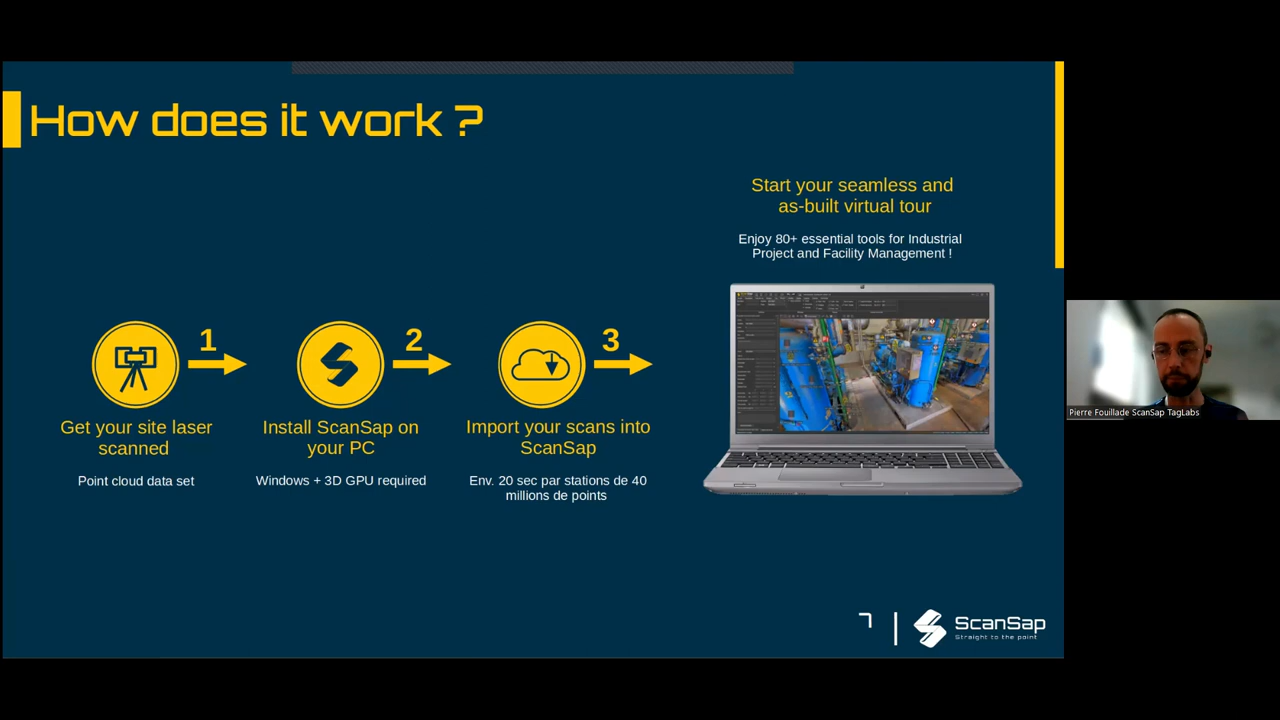 How does it work ?
Start your seamless and
as-built virtual tour
Enjoy 80+ essential tools for Industrial
Project and Facility Management !
1
2
3
Get your site laser
scanned
Point cloud data set
Install ScanSap on
your PC
Windows + 3D GPU required
Import your scans into
ScanSap
Env. 20 sec par stations de 40
millions de points
Pierre Fouillade ScanSap TagLabs
7
ScanSap
Straight to the point